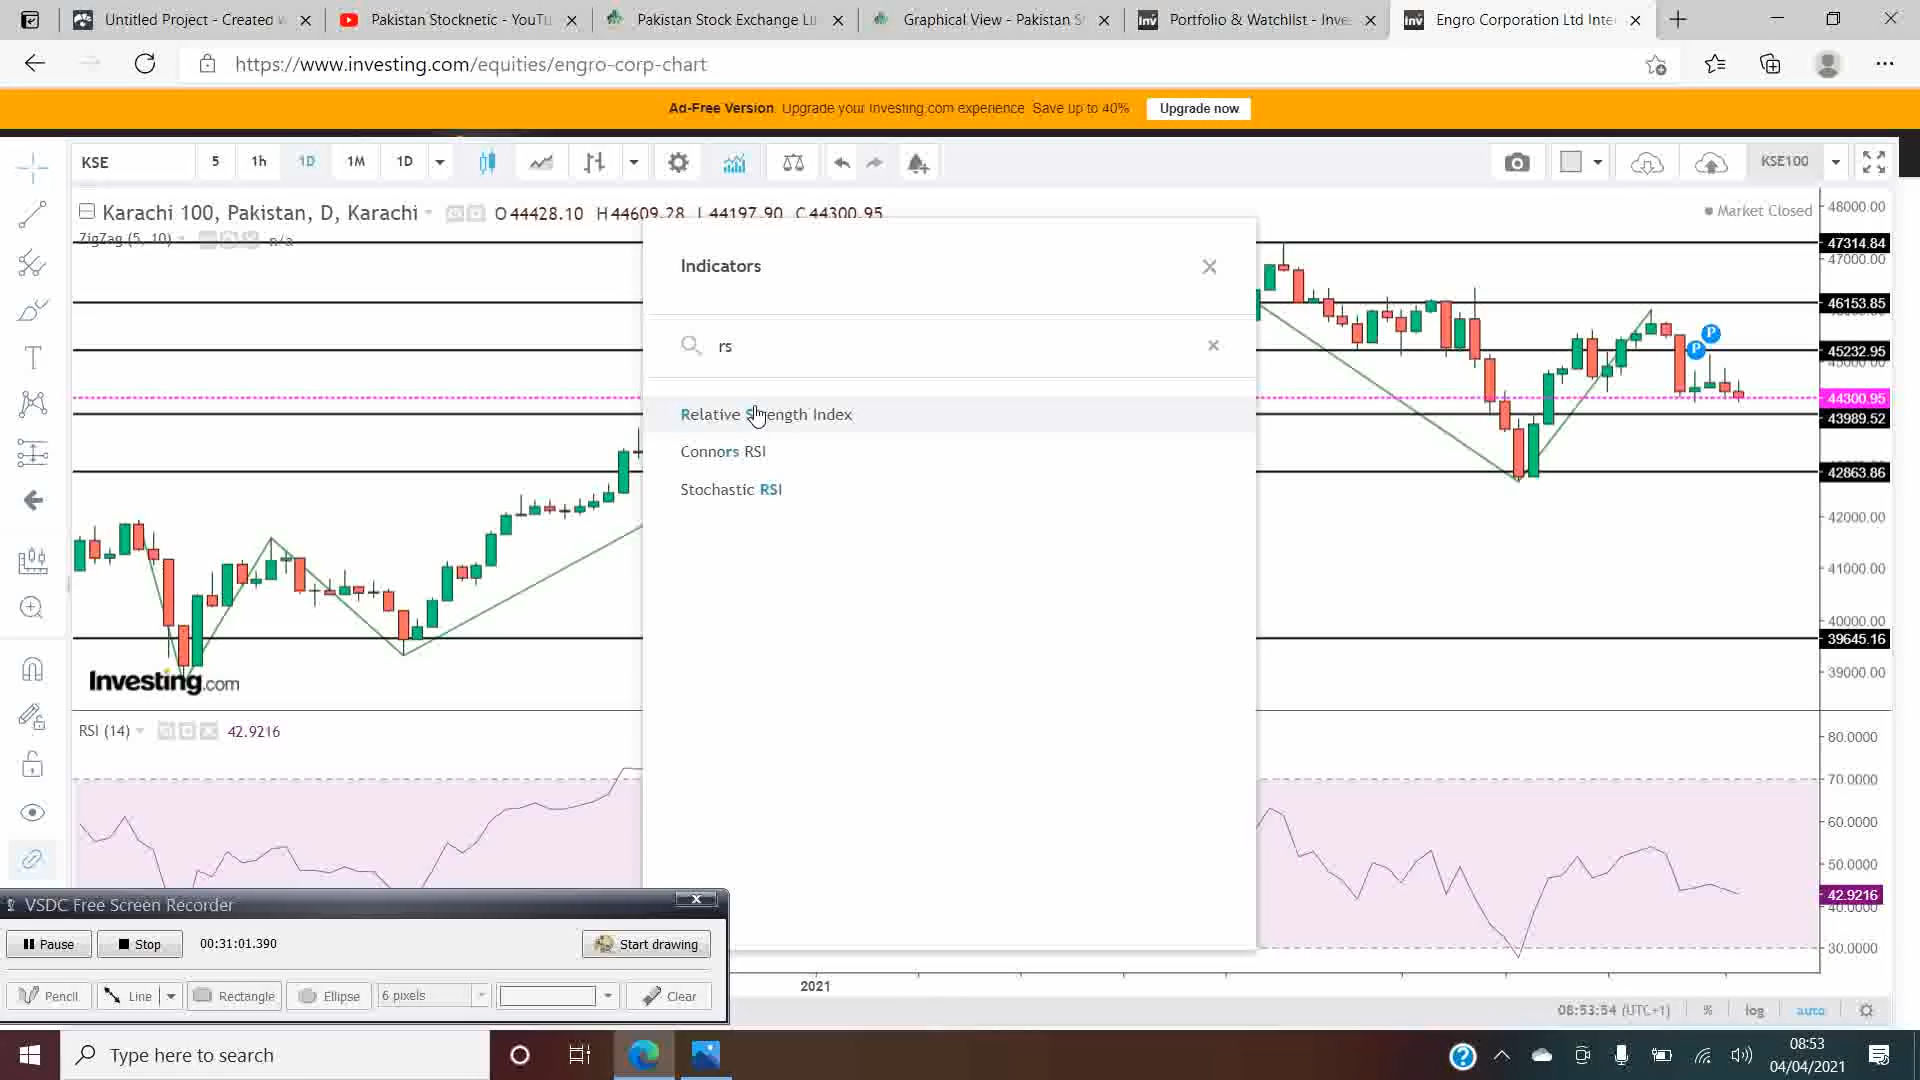 Untitled Project - Created w
Pakistan Stocknetic - YouTu
Pakistan Stock Exchange Li
Graphical View - Pakistan S
Portfolio & Watchlist - Inve
Engro Corporation Ltd Inte
https://www.investing.com/equities/engro-corp-chart
Ad-Free Version. Upgrade your Investing.com experience. Save up to 40% Upgrade now
KSE 5 1h 1D 1M 1D KSE100
Karachi 100, Pakistan, D, Karachi O 44428.10 H 44609.28 L 44197.90 C 44300.95
Market Closed
ZigZag (5, 10) n/a
48000.00
47314.84
47000.00
46153.85
45232.95
45000.00
44300.95
43989.52
42863.86
42000.00
41000.00
40000.00
39645.16
39000.00
Indicators
rs
Relative Strength Index
Connors RSI
Stochastic RSI
Investing.com
P
P
RSI (14) 42.9216
80.0000
70.0000
60.0000
50.0000
42.9216
40.0000
30.0000
VSDC Free Screen Recorder
Pause Stop 00:31:01.390 Start drawing
Pencil Line Rectangle Ellipse 6 pixels Clear
2021
08:53:54 (UTC+1) % log auto
Type here to search
08:53
04/04/2021